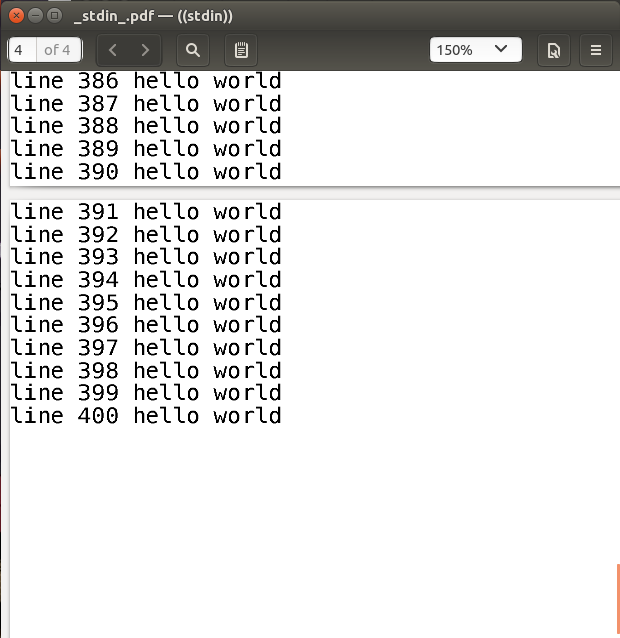 _stdin_.pdf — ((stdin))
4 of 4
150%
line 386 hello world
line 387 hello world
line 388 hello world
line 389 hello world
line 390 hello world
line 391 hello world
line 392 hello world
line 393 hello world
line 394 hello world
line 395 hello world
line 396 hello world
line 397 hello world
line 398 hello world
line 399 hello world
line 400 hello world